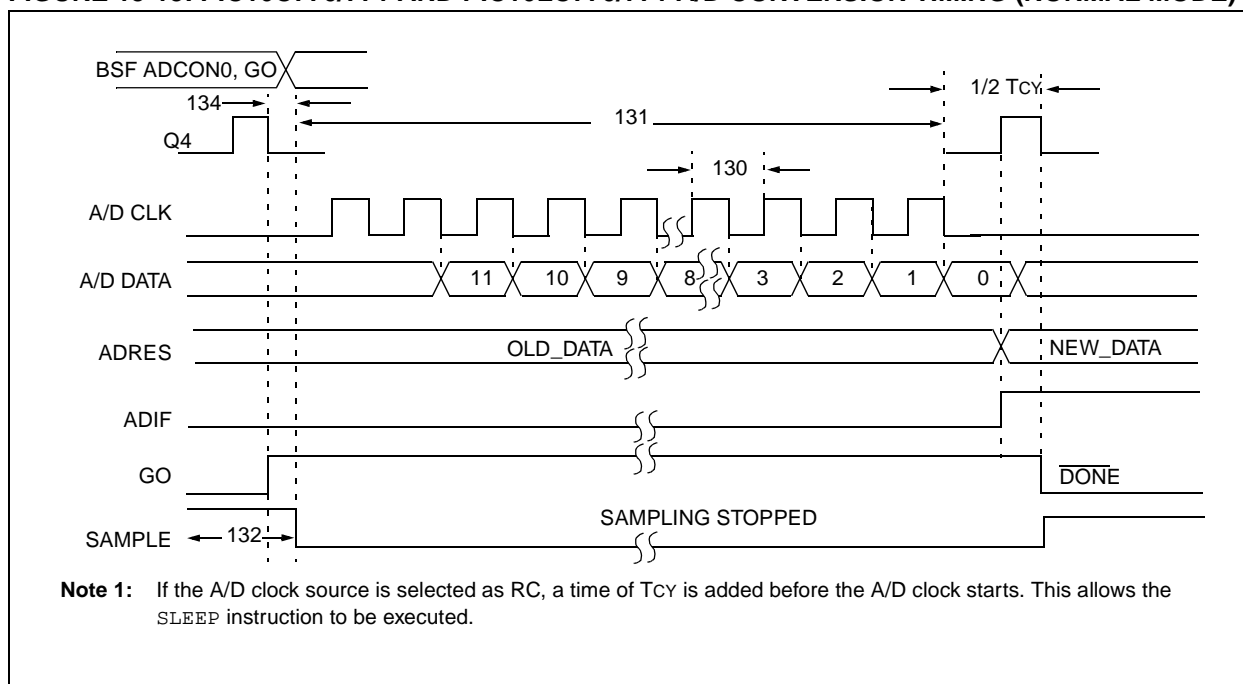 BSF ADCON0, GO
134
1/2 TCY
131
Q4
130
A/D CLK
A/D DATA
11 10 9 8 3 2 1 0
ADRES
OLD_DATA
NEW_DATA
ADIF
GO
DONE
SAMPLING STOPPED
SAMPLE
132
Note 1: If the A/D clock source is selected as RC, a time of TCY is added before the A/D clock starts. This allows the
SLEEP instruction to be executed.